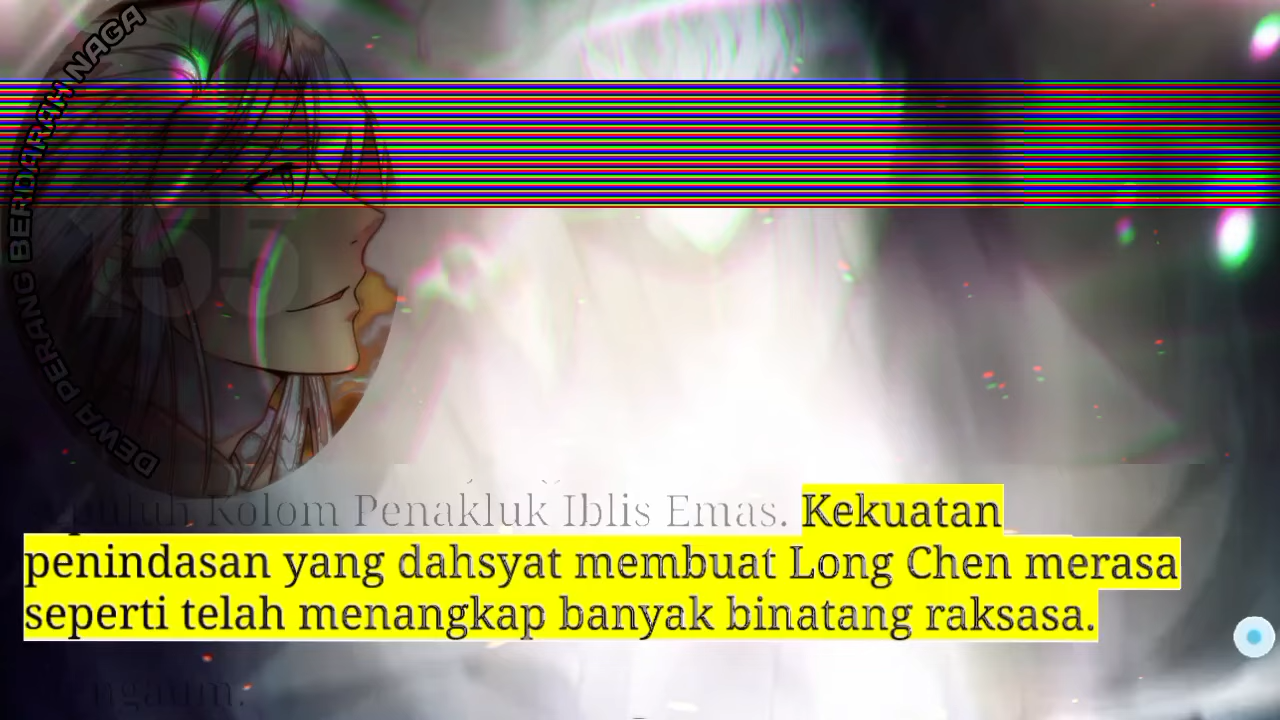 DEWA PERANG BERDARAH NAGA
155
Kolom Penakluk Iblis Emas. Kekuatan
penindasan yang dahsyat membuat Long Chen merasa
seperti telah menangkap banyak binatang raksasa.